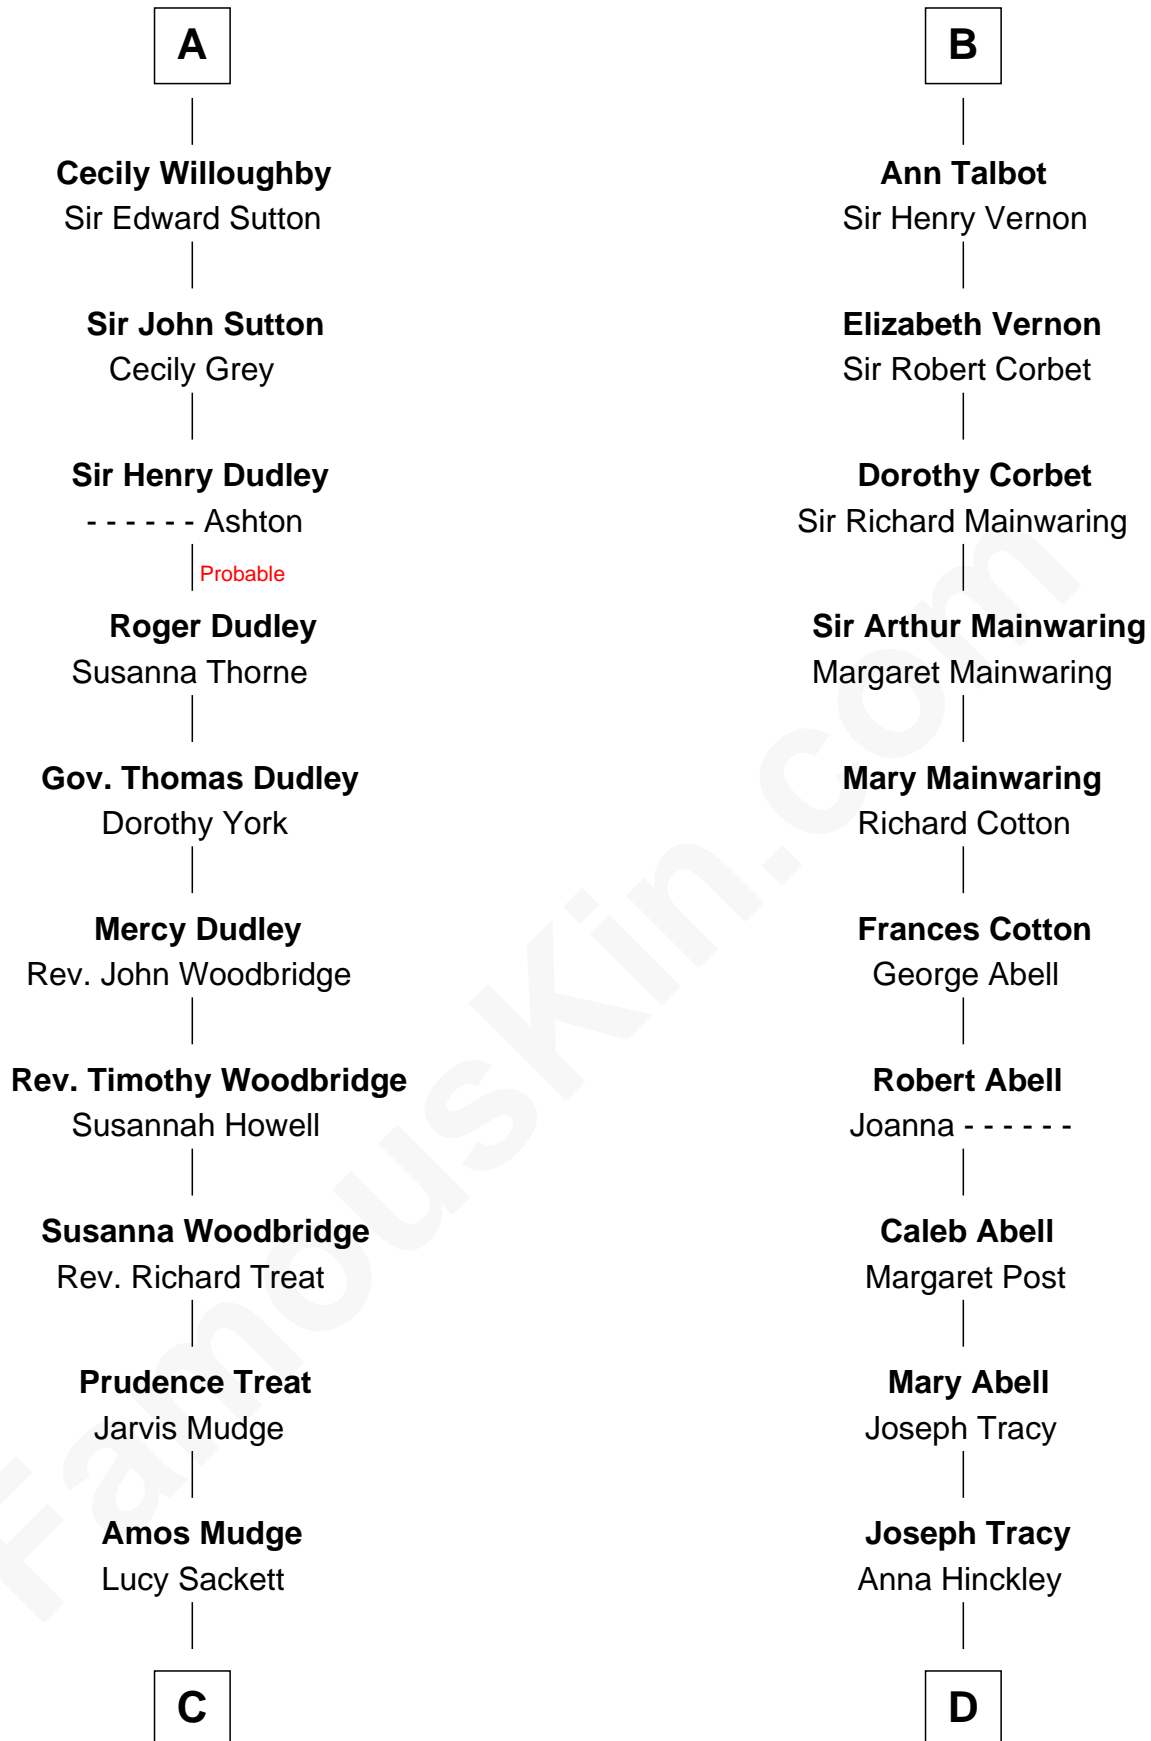 A
Cecily Willoughby
Sir Edward Sutton
Sir John Sutton
Cecily Grey
Sir Henry Dudley
- - - - - - Ashton
Probable
Roger Dudley
Susanna Thorne
Gov. Thomas Dudley
Dorothy York
Mercy Dudley
Rev. John Woodbridge
Rev. Timothy Woodbridge
Susannah Howell
Susanna Woodbridge
Rev. Richard Treat
Prudence Treat
Jarvis Mudge
Amos Mudge
Lucy Sackett
C
B
Ann Talbot
Sir Henry Vernon
Elizabeth Vernon
Sir Robert Corbet
Dorothy Corbet
Sir Richard Mainwaring
Sir Arthur Mainwaring
Margaret Mainwaring
Mary Mainwaring
Richard Cotton
Frances Cotton
George Abell
Robert Abell
Joanna - - - - - -
Caleb Abell
Margaret Post
Mary Abell
Joseph Tracy
Joseph Tracy
Anna Hinckley
D
FamousKin.com